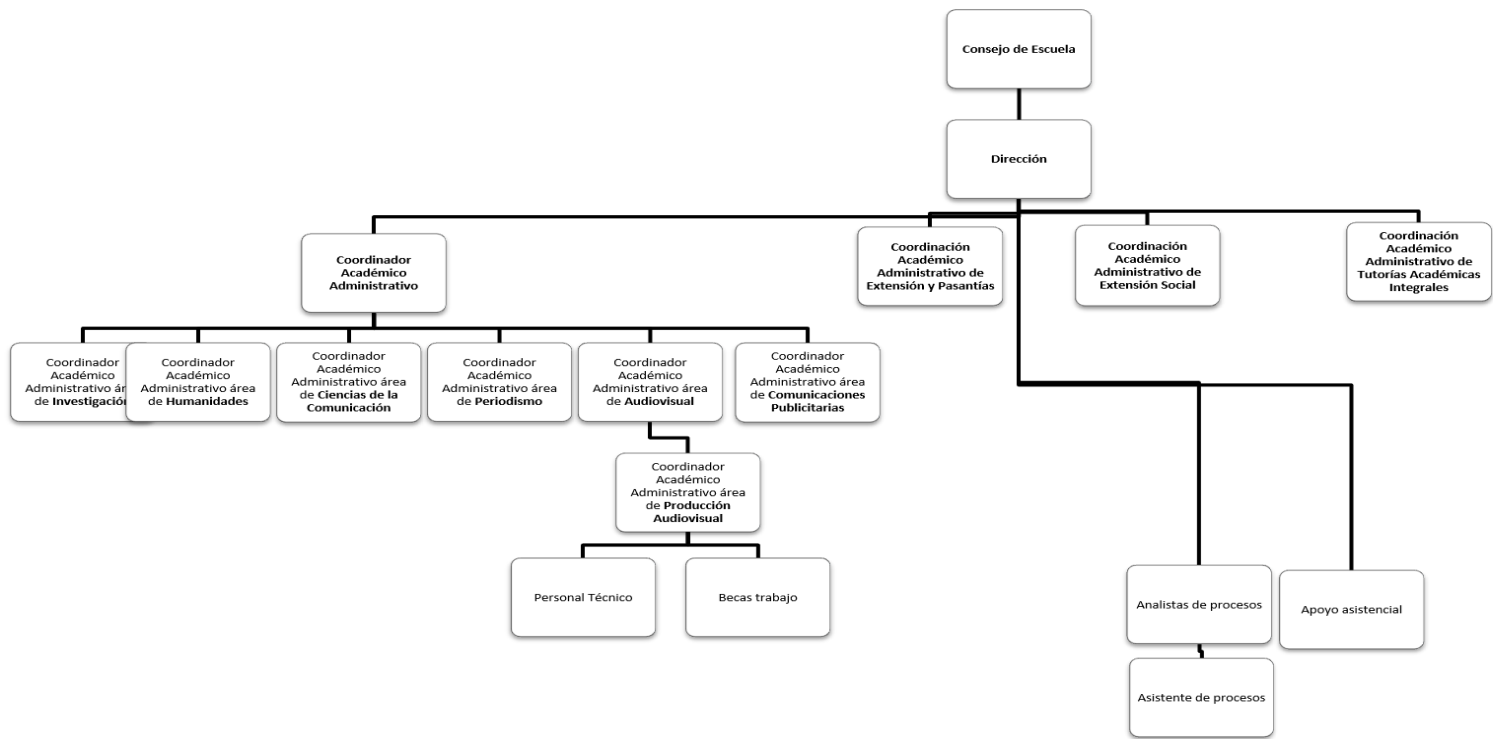 Consejo de Escuela
Dirección
Coordinador
Académico
Administrativo
Coordinación
Académico
Administrativo de
Extensión y Pasantías
Coordinación
Académico
Administrativo de
Extensión Social
Coordinación
Académico
Administrativo de
Tutorías Académicas
Integrales
Coordinador
Académico
Administrativo ár
de Investigación
Coordinador
Académico
Administrativo área
de Humanidades
Coordinador
Académico
Administrativo área
de Ciencias de la
Comunicación
Coordinador
Académico
Administrativo área
de Periodismo
Coordinador
Académico
Administrativo área
de Audiovisual
Coordinador
Académico
Administrativo área
de Comunicaciones
Publicitarias
Coordinador
Académico
Administrativo área
de Producción
Audiovisual
Personal Técnico
Becas trabajo
Analistas de procesos
Apoyo asistencial
Asistente de procesos